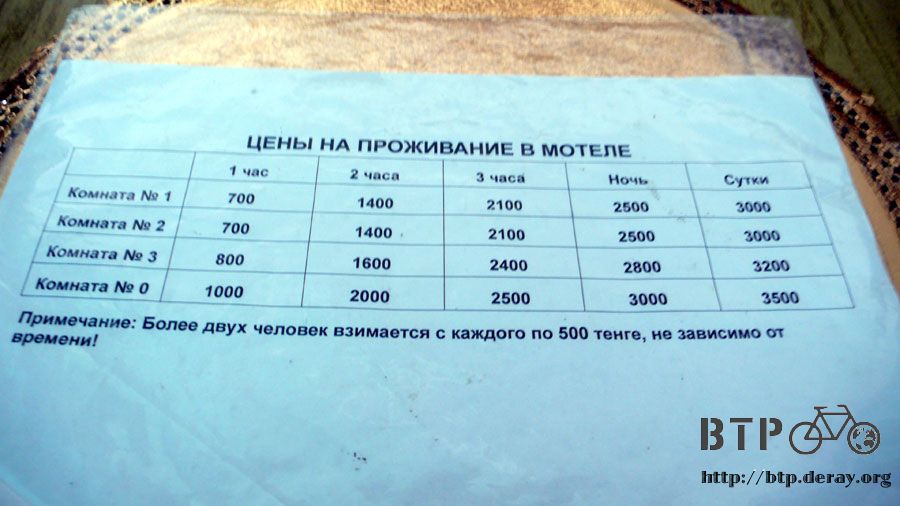 ЦЕНЫ НА ПРОЖИВАНИЕ В МОТЕЛЕ
1 час 2 часа 3 часа Ночь Сутки
Комната № 1 700 1400 2100 2500 3000
Комната № 2 700 1400 2100 2500 3000
Комната № 3 800 1600 2400 2800 3200
Комната № 0 1000 2000 2500 3000 3500
Примечание: Более двух человек взимается с каждого по 500 тенге, не зависимо от
времени!
BTP
http://btp.deray.org